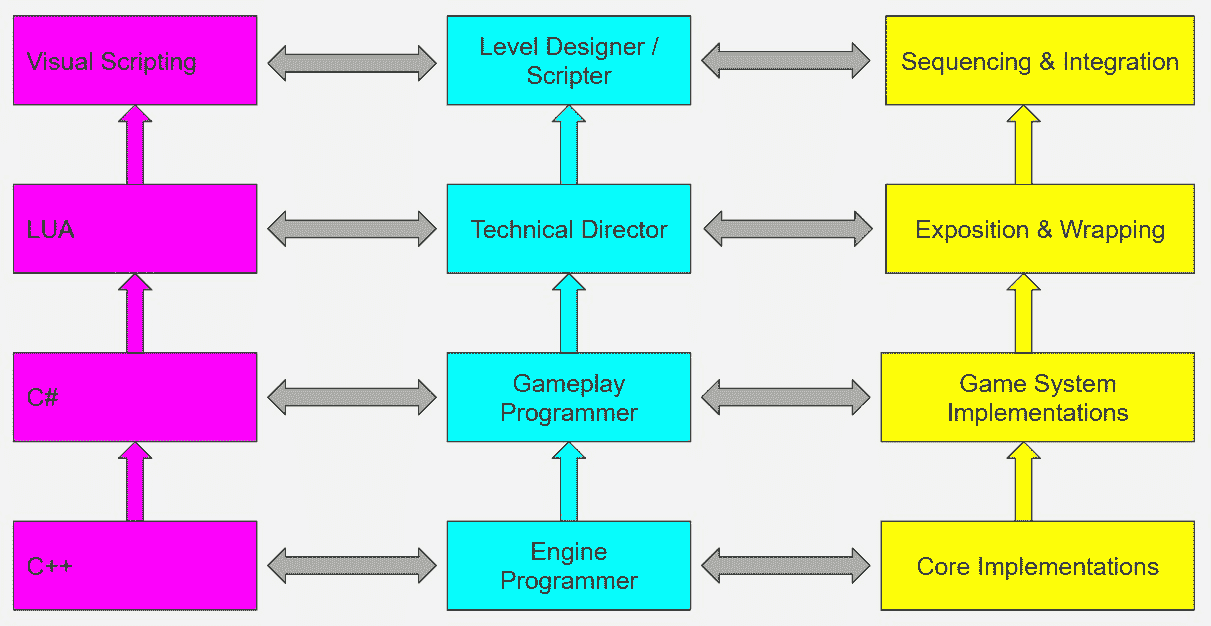 Visual Scripting
Level Designer /
Scripter
Sequencing & Integration
LUA
Technical Director
Exposition & Wrapping
C#
Gameplay
Programmer
Game System
Implementations
C++
Engine
Programmer
Core Implementations